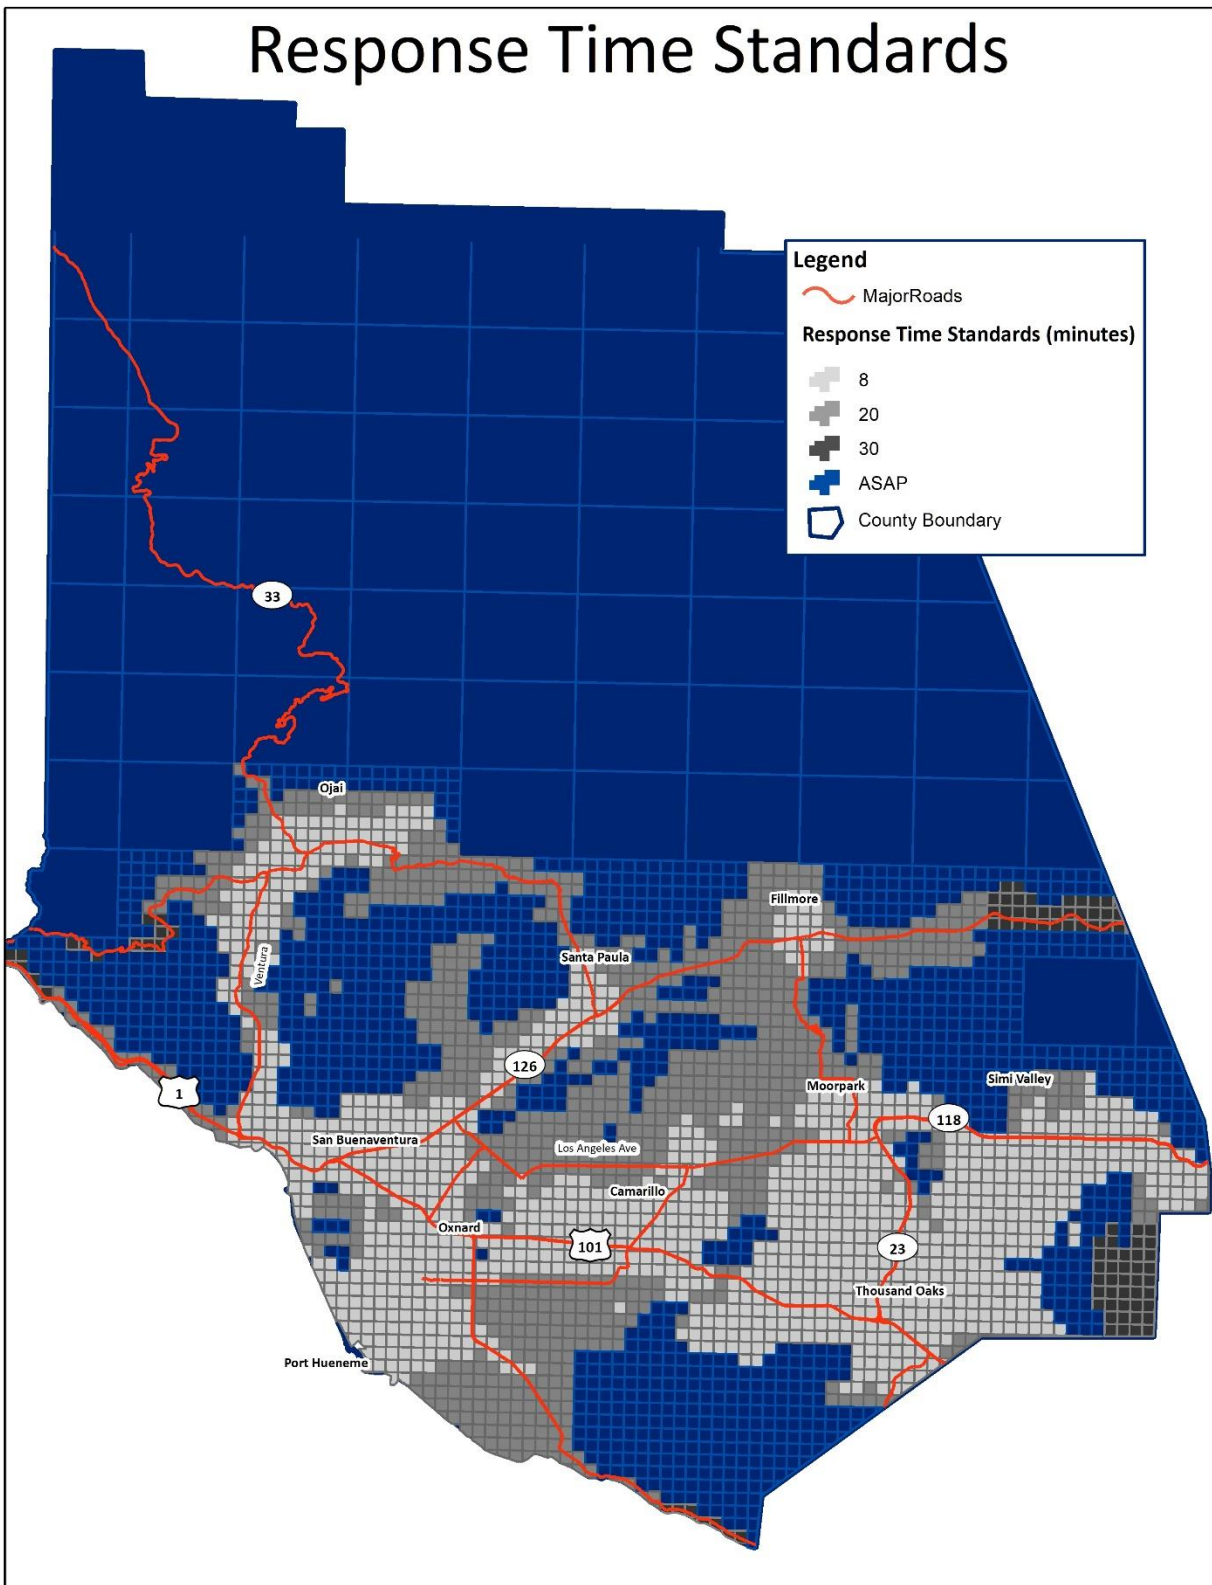 Response Time Standards
Legend
MajorRoads
Response Time Standards (minutes)
8
20
30
ASAP
County Boundary
33
Ojai
Fillmore
Ventura
Santa Paula
126
1
Moorpark
Simi Valley
118
San Buenaventura
Los Angeles Ave
Camarillo
Oxnard
101
23
Thousand Oaks
Port Hueneme